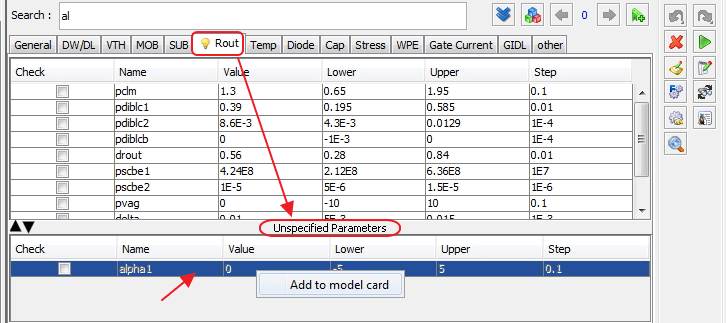 Search : al 0
General DW/DL VTH MOB SUB Rout Temp Diode Cap Stress WPE Gate Current GIDL other
Check Name Value Lower Upper Step
pclm 1.3 0.65 1.95 0.1
pdiblc1 0.39 0.195 0.585 0.01
pdiblc2 8.6E-3 4.3E-3 0.0129 1E-4
pdiblcb 0 -1E-3 0 1E-4
drout 0.56 0.28 0.84 0.01
pscbe1 4.24E8 2.12E8 6.36E8 1E7
pscbe2 1E-5 5E-6 1.5E-5 1E-6
pvag 0 -10 10 0.1
delta 0.01 5E-3 0.015 1E-3
Unspecified Parameters
Check Name Value Lower Upper Step
alpha1 0 -5 5 0.1
Add to model card